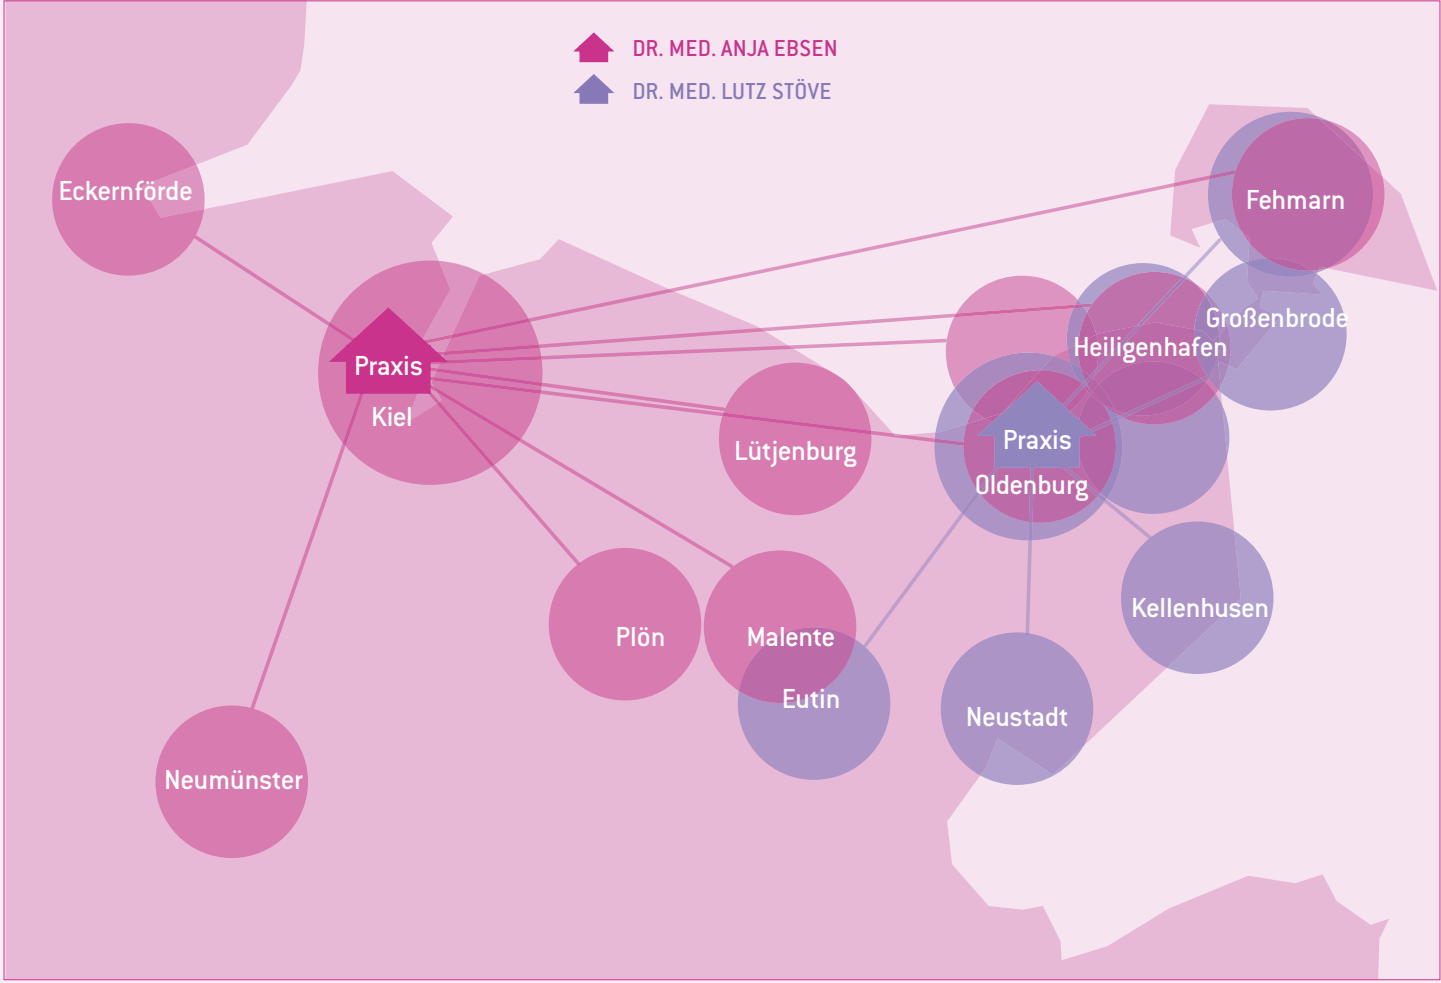 DR. MED. ANJA EBSEN
DR. MED. LUTZ STÖVE
Eckernförde
Fehmarn
Großenbrode
Heiligenhafen
Praxis
Kiel
Lütjenburg
Praxis
Oldenburg
Kellenhusen
Plön
Malente
Eutin
Neustadt
Neumünster